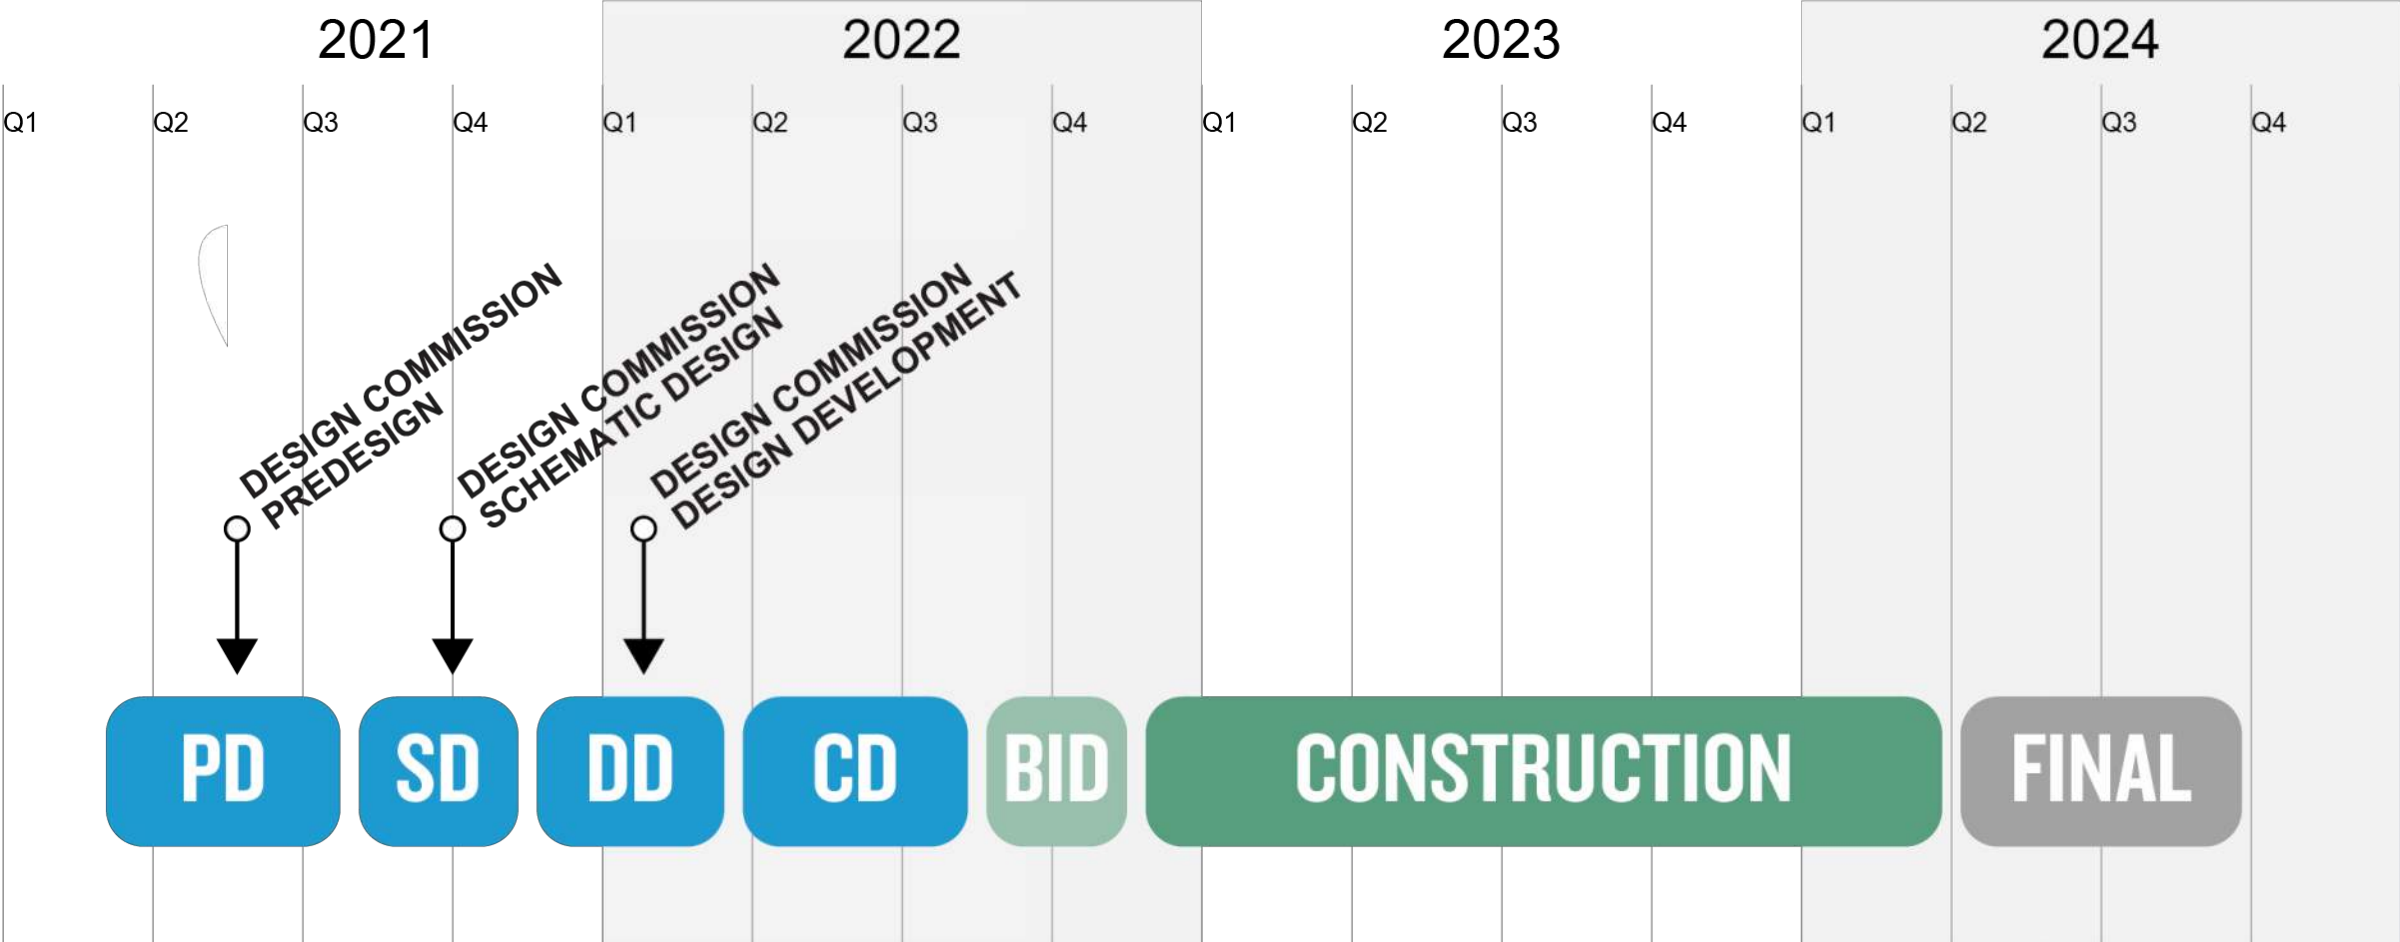 2021 2022 2023 2024
Q1 Q2 Q3 Q4 Q1 Q2 Q3 Q4 Q1 Q2 Q3 Q4 Q1 Q2 Q3 Q4
DESIGN COMMISSION
PREDESIGN
DESIGN COMMISSION
SCHEMATIC DESIGN
DESIGN COMMISSION
DESIGN DEVELOPMENT
PD SD DD CD BID CONSTRUCTION FINAL